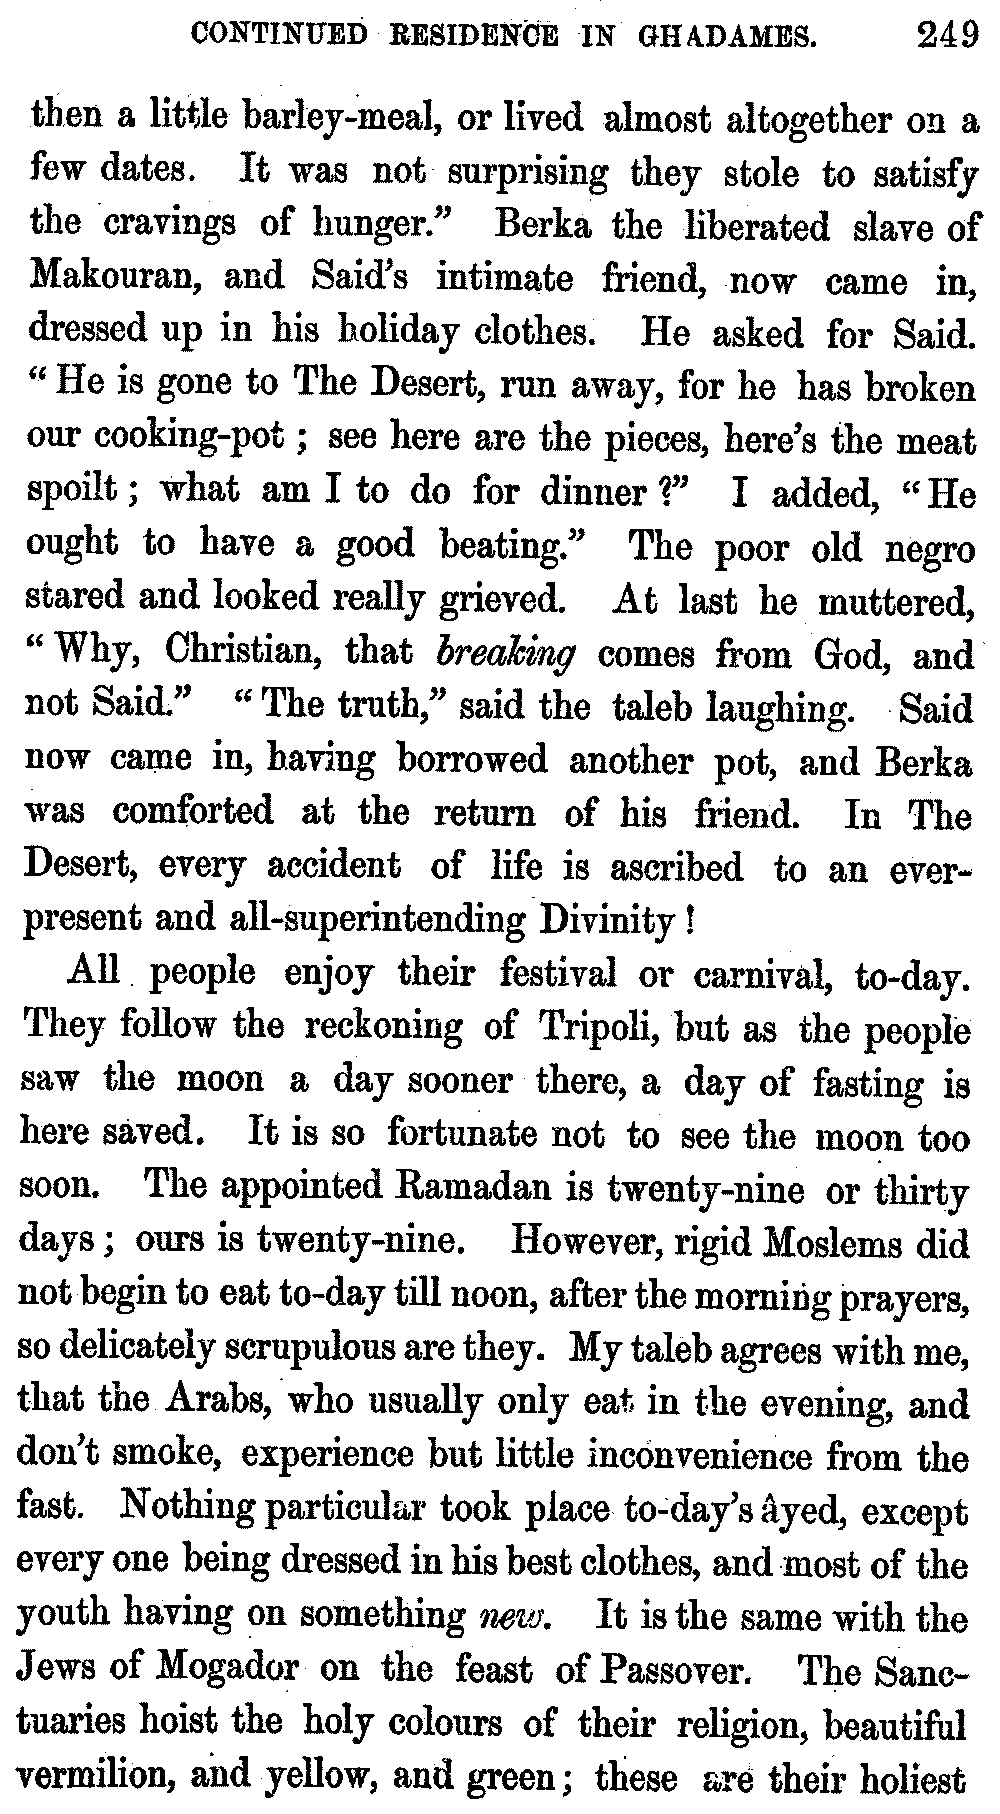 CONTINUED RESIDENCE IN GHADAMES. 249
then a little barley-meal, or lived almost altogether on a
few dates. It was not surprising they stole to satisfy
the cravings of hunger.” Berka the liberated slave of
Makouran, and Said’s intimate friend, now came in,
dressed up in his holiday clothes. He asked for Said.
“He is gone to The Desert, run away, for he has broken
our cooking-pot ; see here are the pieces, here’s the meat
spoilt ; what am I to do for dinner ?” I added, “He
ought to have a good beating.” The poor old negro
stared and looked really grieved. At last he muttered,
“Why, Christian, that breaking comes from God, and
not Said.” “The truth,” said the taleb laughing. Said
now came in, having borrowed another pot, and Berka
was comforted at the return of his friend. In The
Desert, every accident of life is ascribed to an ever-
present and all-superintending Divinity !
All people enjoy their festival or carnival, to-day.
They follow the reckoning of Tripoli, but as the people
saw the moon a day sooner there, a day of fasting is
here saved. It is so fortunate not to see the moon too
soon. The appointed Ramadan is twenty-nine or thirty
days ; ours is twenty-nine. However, rigid Moslems did
not begin to eat to-day till noon, after the morning prayers,
so delicately scrupulous are they. My taleb agrees with me,
that the Arabs, who usually only eat in the evening, and
don’t smoke, experience but little inconvenience from the
fast. Nothing particular took place to-day’s âyed, except
every one being dressed in his best clothes, and most of the
youth having on something new. It is the same with the
Jews of Mogador on the feast of Passover. The Sanc-
tuaries hoist the holy colours of their religion, beautiful
vermilion, and yellow, and green ; these are their holiest